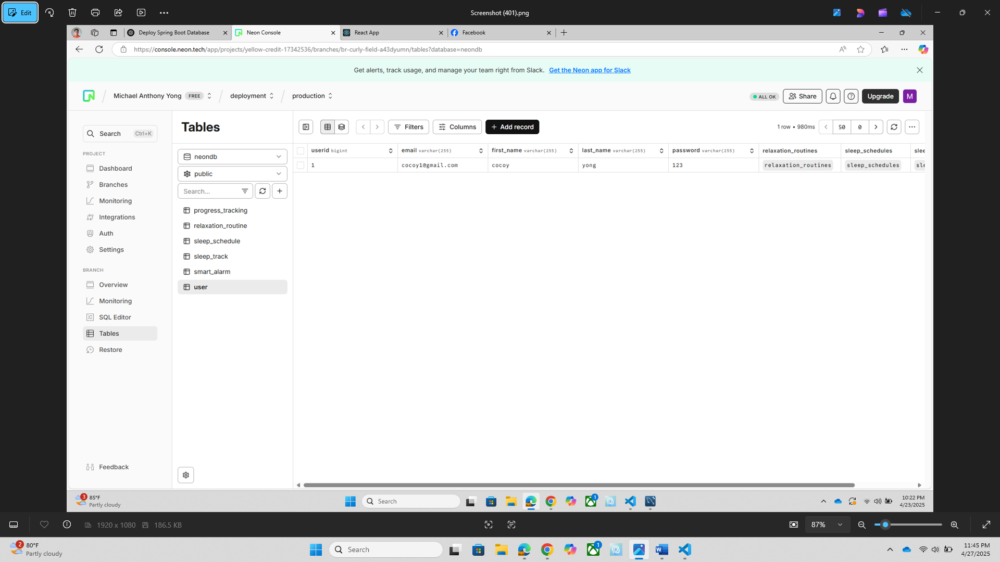 Edit
Screenshot (401).png
Deploy Spring Boot Database
Neon Console
React App
Facebook
https://console.neon.tech/app/projects/yellow-credit-17342536/branches/br-curly-field-a43dyumn/tables?database=neondb
Get alerts, track usage, and manage your team right from Slack. Get the Neon app for Slack
Michael Anthony Yong FREE / deployment / production
ALL OK Share Upgrade M
Search Ctrl+K
PROJECT
Dashboard
Branches
Monitoring
Integrations
Auth
Settings
BRANCH
Overview
Monitoring
SQL Editor
Tables
Restore
Feedback
Tables
neondb
public
Search...
progress_tracking
relaxation_routine
sleep_schedule
sleep_track
smart_alarm
user
Filters Columns + Add record 1 row • 980ms 50 0
userid bigint email varchar(255) first_name varchar(255) last_name varchar(255) password varchar(255) relaxation_routines sleep_schedules slee
1 cocoy1@gmail.com cocoy yong 123 relaxation_routines sleep_schedules sle
3 85°F
Partly cloudy
Search
1
10:22 PM
4/23/2025
1920 x 1080 186.5 KB
87%
2 80°F
Partly cloudy
Search
1
11:45 PM
4/27/2025